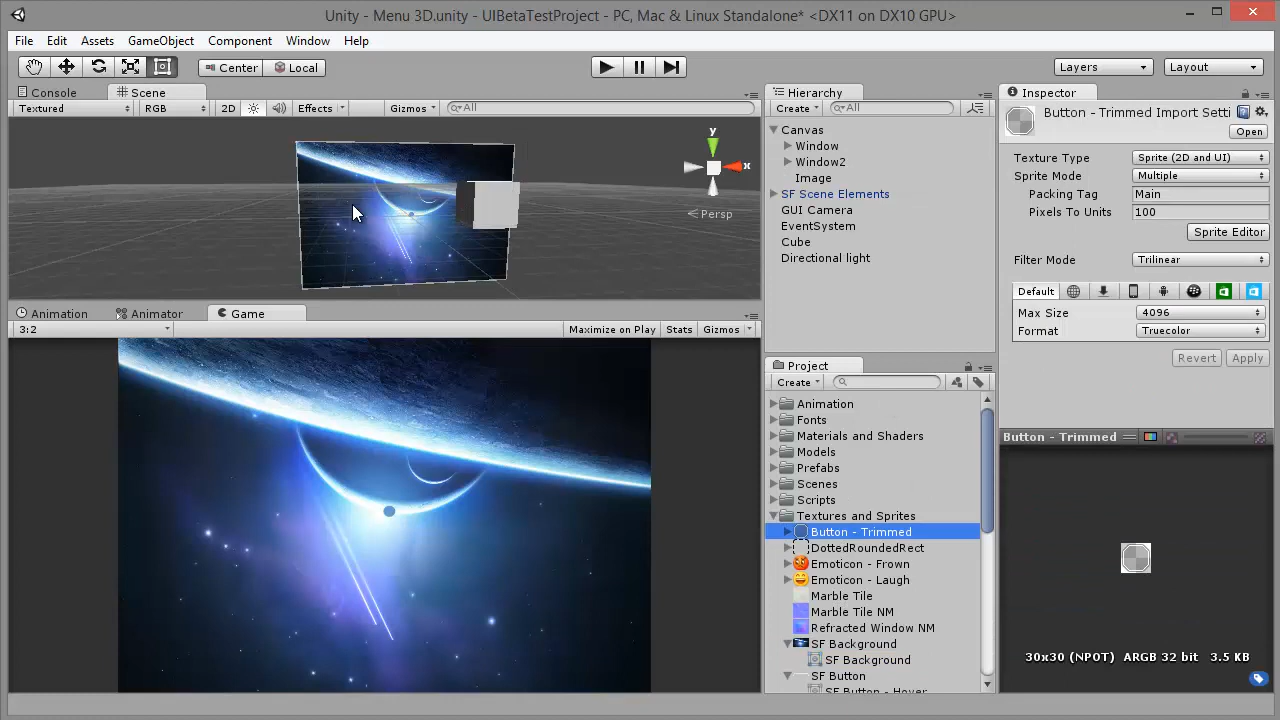 Unity - Menu 3D.unity - UIBetaTestProject - PC, Mac & Linux Standalone* <DX11 on DX10 GPU>
File Edit Assets GameObject Component Window Help
Center Local Layers Layout
Console Scene
Textured RGB 2D Effects Gizmos All
y
x
Persp
Animation Animator Game
3:2 Maximize on Play Stats Gizmos
Hierarchy
Create All
Canvas
Window
Window2
Image
SF Scene Elements
GUI Camera
EventSystem
Cube
Directional light
Project
Create
Animation
Fonts
Materials and Shaders
Models
Prefabs
Scenes
Scripts
Textures and Sprites
Button - Trimmed
DottedRoundedRect
Emoticon - Frown
Emoticon - Laugh
Marble Tile
Marble Tile NM
Refracted Window NM
SF Background
SF Background
SF Button
SF Button - Hover
Inspector
Button - Trimmed Import Setti
Open
Texture Type Sprite (2D and UI)
Sprite Mode Multiple
Packing Tag Main
Pixels To Units 100
Sprite Editor
Filter Mode Trilinear
Default
Max Size 4096
Format Truecolor
Revert Apply
Button - Trimmed
30x30 (NPOT) ARGB 32 bit 3.5 KB